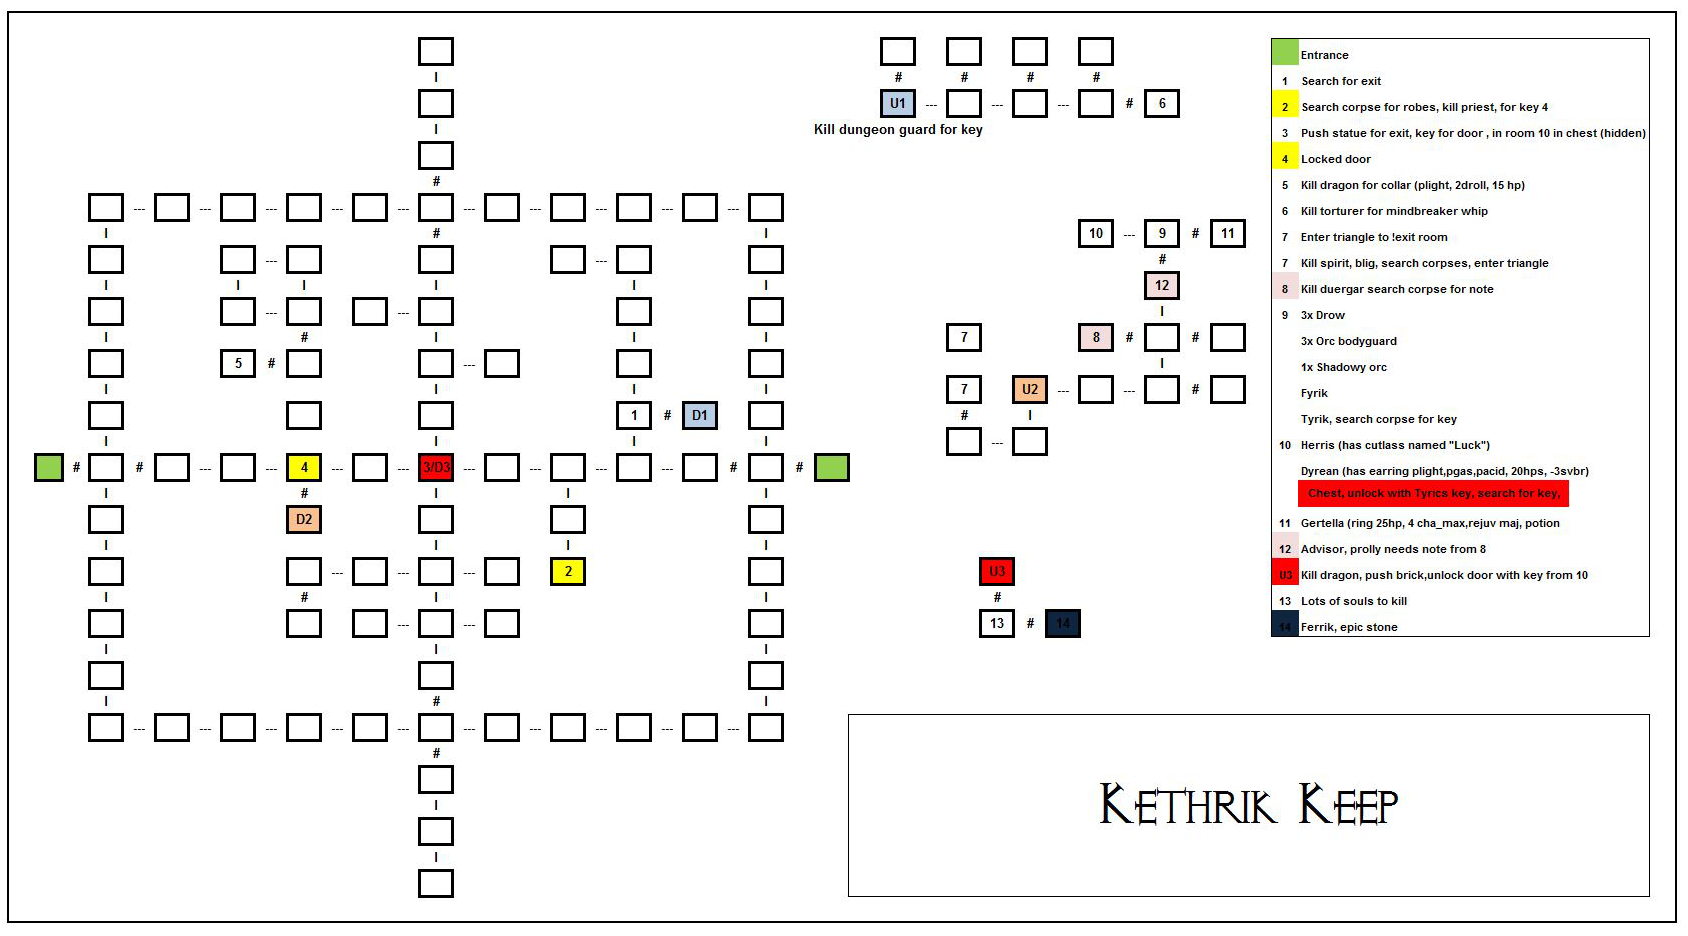 U1
6
Kill dungeon guard for key
10
9
11
12
7
8
5
7
U2
1
D1
4
3/D3
D2
2
U3
13
14
Entrance
1 Search for exit
2 Search corpse for robes, kill priest, for key 4
3 Push statue for exit, key for door , in room 10 in chest (hidden)
4 Locked door
5 Kill dragon for collar (plight, 2droll, 15 hp)
6 Kill torturer for mindbreaker whip
7 Enter triangle to !exit room
7 Kill spirit, blig, search corpses, enter triangle
8 Kill duergar search corpse for note
9 3x Drow
3x Orc bodyguard
1x Shadowy orc
Fyrik
Tyrik, search corpse for key
10 Herris (has cutlass named "Luck")
Dyrean (has earring plight,pgas,pacid, 20hps, -3svbr)
Chest, unlock with Tyrics key, search for key,
11 Gertella (ring 25hp, 4 cha_max,rejuv maj, potion
12 Advisor, prolly needs note from 8
U3 Kill dragon, push brick,unlock door with key from 10
13 Lots of souls to kill
14 Ferrik, epic stone
Kethrik Keep